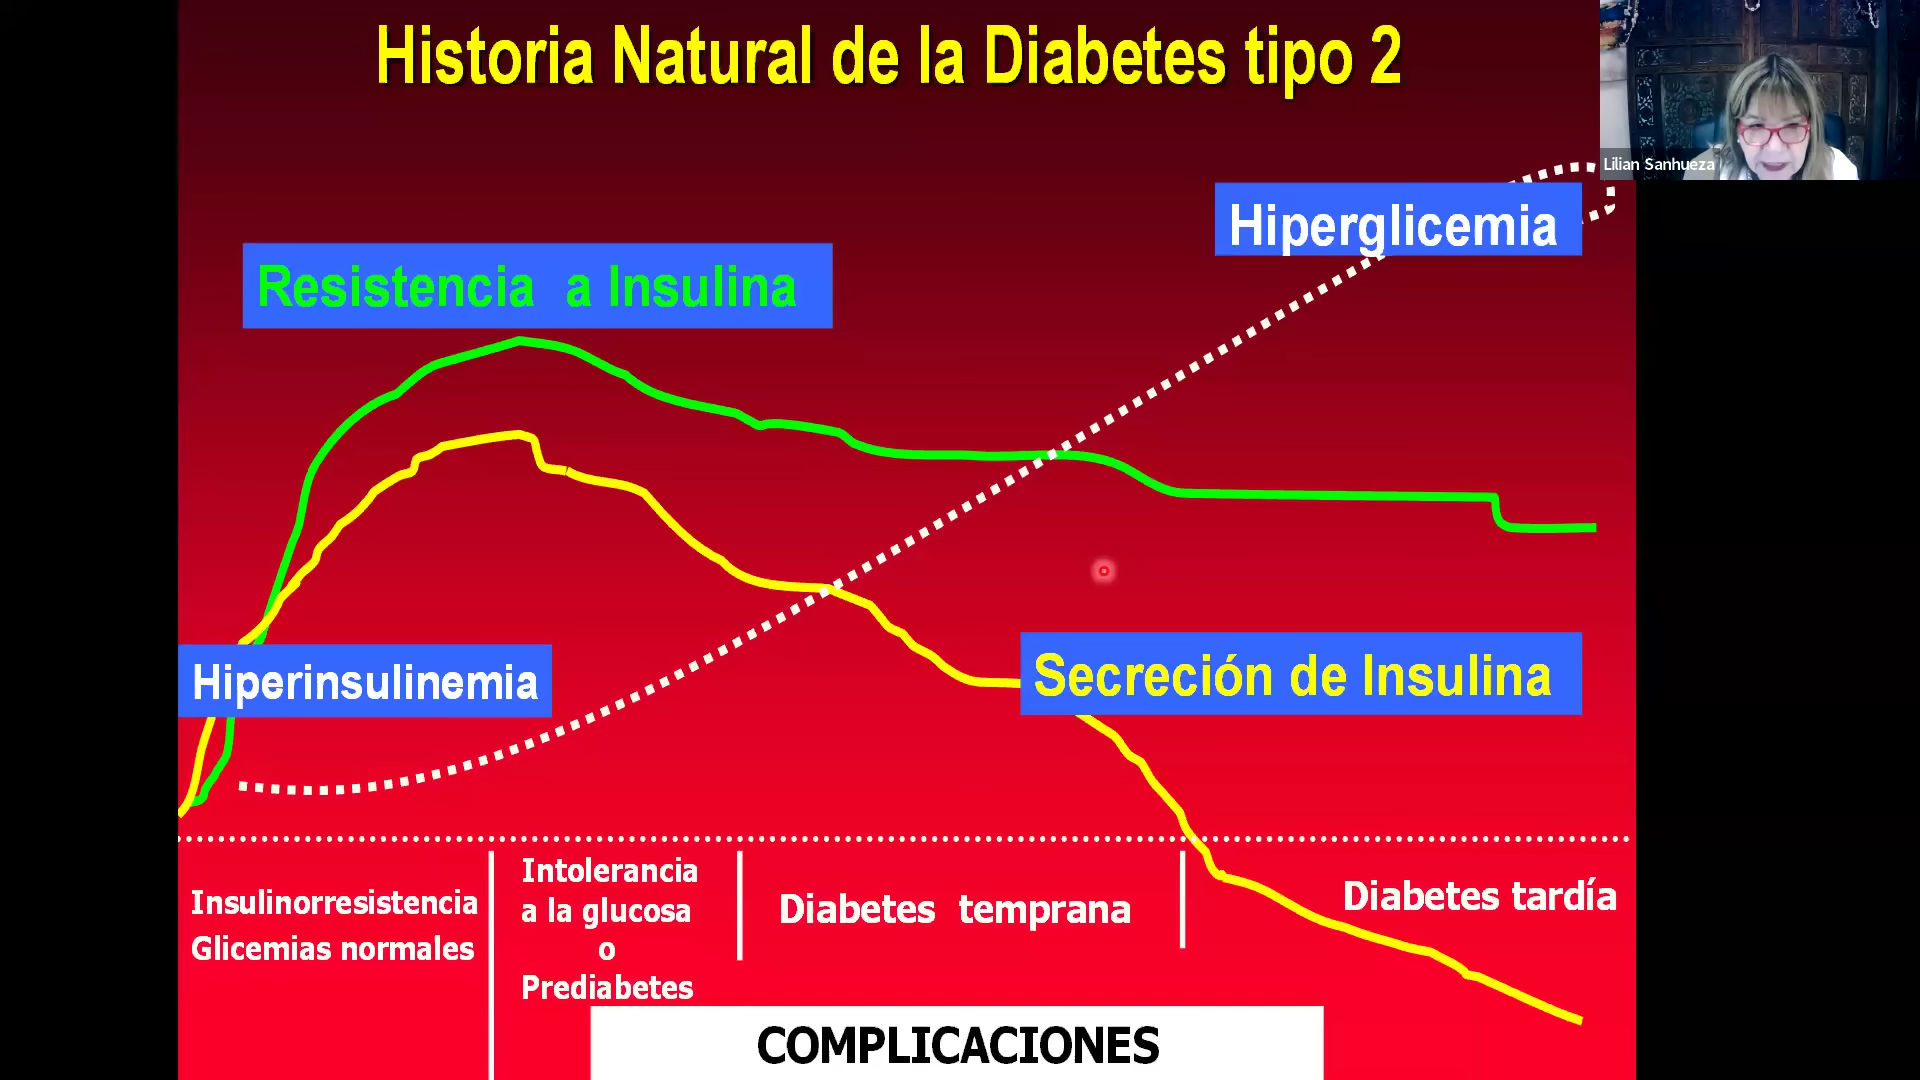 Historia Natural de la Diabetes tipo 2
Lilian Sanhueza
Hiperglicemia
Resistencia a Insulina
Hiperinsulinemia
Secreción de Insulina
Insulinorresistencia
Glicemias normales
Intolerancia
a la glucosa
o
Prediabetes
Diabetes temprana
Diabetes tardía
COMPLICACIONES